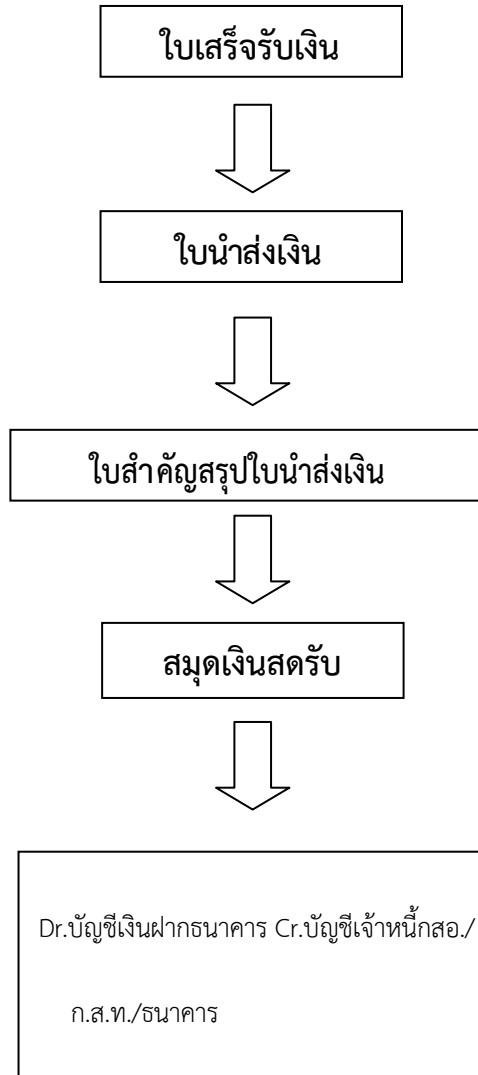 ใบเสร็จรับเงิน
ใบนำส่งเงิน
ใบสำคัญสรุปใบนำส่งเงิน
สมุดเงินสดรับ
Dr.บัญชีเงินฝากธนาคาร Cr.บัญชีเจ้าหนี้กสอ./
ก.ส.ท./ธนาคาร